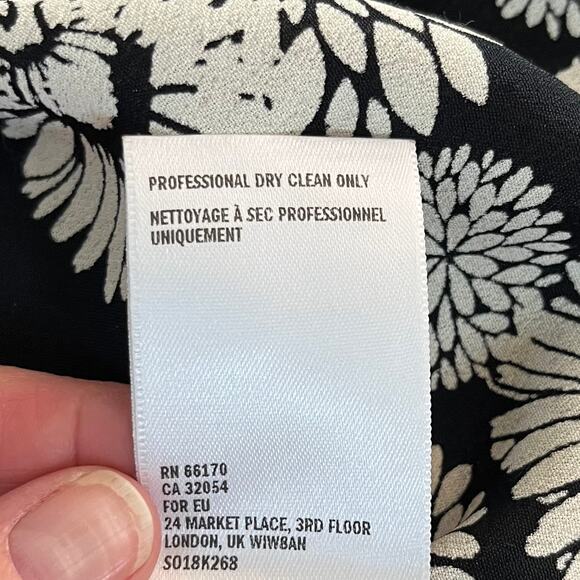 PROFESSIONAL DRY CLEAN ONLY
NETTOYAGE À SEC PROFESSIONNEL
UNIQUEMENT
RN 66170
CA 32054
FOR EU
24 MARKET PLACE, 3RD FLOOR
LONDON, UK WIW8AN
SO18K268